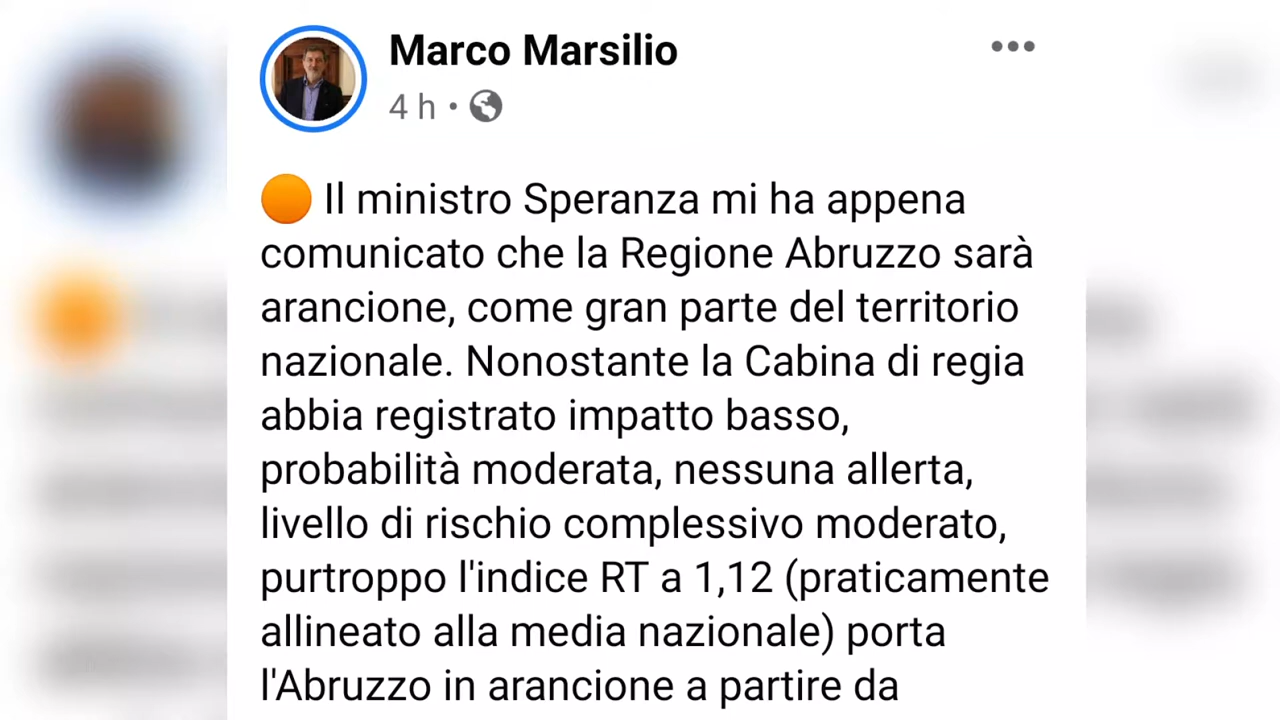 Marco Marsilio
4 h •
Il ministro Speranza mi ha appena
comunicato che la Regione Abruzzo sarà
arancione, come gran parte del territorio
nazionale. Nonostante la Cabina di regia
abbia registrato impatto basso,
probabilità moderata, nessuna allerta,
livello di rischio complessivo moderato,
purtroppo l'indice RT a 1,12 (praticamente
allineato alla media nazionale) porta
l'Abruzzo in arancione a partire da